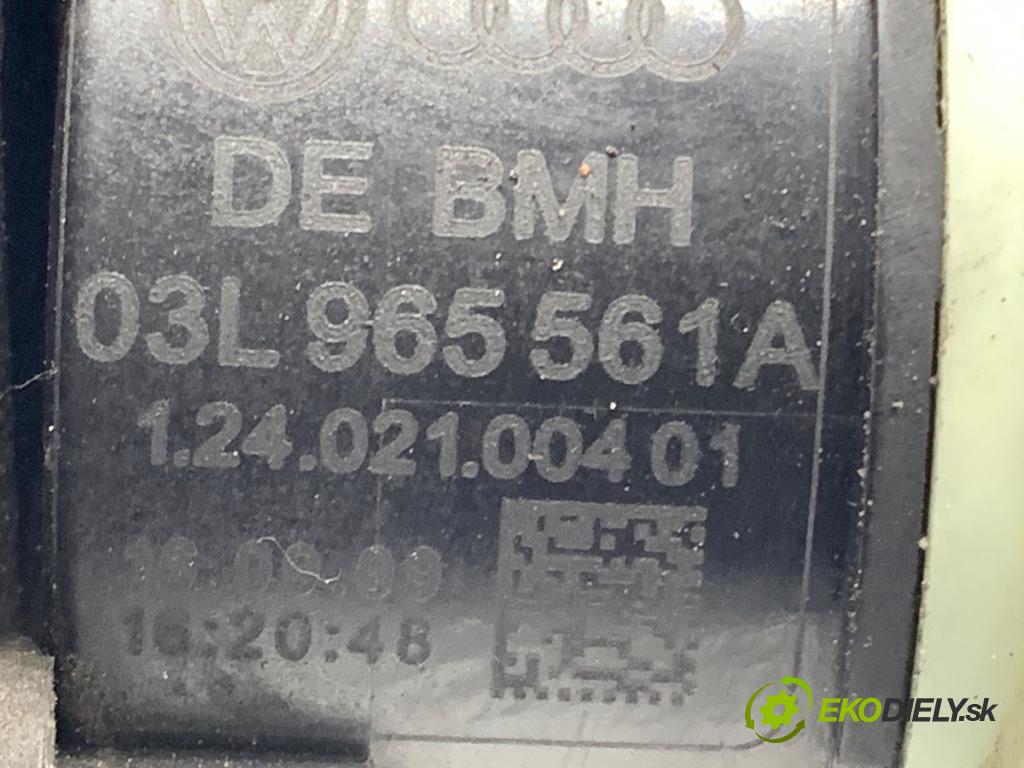 DE BMH
03L 965 561A
1.24.021.004 01
16:20:48
EKODIELY.sk